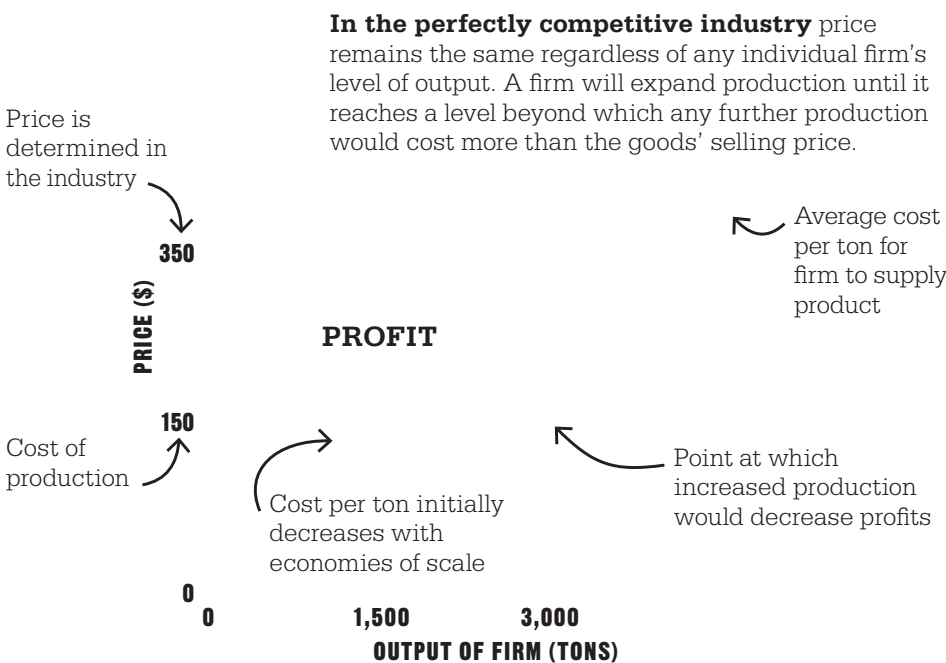 In the perfectly competitive industry price
remains the same regardless of any individual firm's
level of output. A firm will expand production until it
reaches a level beyond which any further production
would cost more than the goods' selling price.
Price is
determined in
the industry
Average cost
per ton for
firm to supply
product
350
PRICE ($)
PROFIT
150
Cost of
production
Cost per ton initially
decreases with
economies of scale
Point at which
increased production
would decrease profits
0
0 1,500 3,000
OUTPUT OF FIRM (TONS)